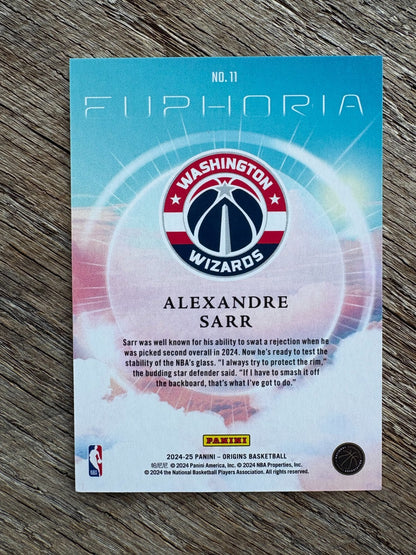 NO. 11
EUPHORIA
WASHINGTON
WIZARDS
ALEXANDRE
SARR
Sarr was well known for his ability to swat a rejection when he
was picked second overall in 2024. Now he's ready to test the
stability of the NBA's glass. "I always try to protect the rim,"
the budding star defender said. "If I have to smash it off
the backboard, that's what I've got to do."
PANINI
2024-25 PANINI – ORIGINS BASKETBALL
帕尼尼 © 2024 Panini America, Inc. © 2024 NBA Properties, Inc.
© 2024 the National Basketball Players Association. All rights reserved.
NBA